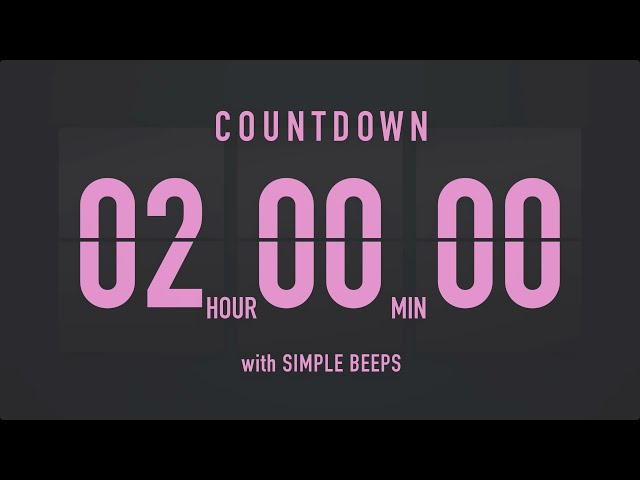 COUNTDOWN
02 HOUR 00 MIN 00
with SIMPLE BEEPS